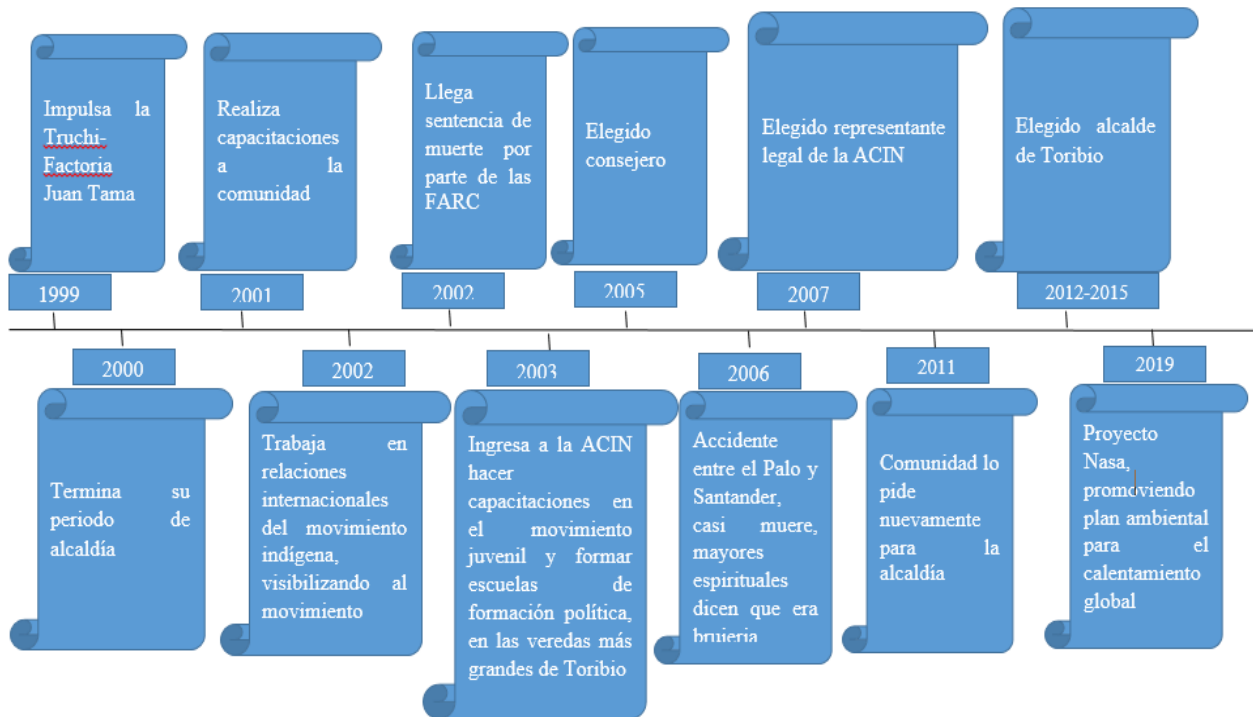 Impulsa la
Truchi-
Factoria
Juan Tama
1999
Realiza
capacitaciones
a la
comunidad
2001
Llega
sentencia de
muerte por
parte de las
FARC
2002
Elegido
consejero
2005
Elegido representante
legal de la ACIN
2007
Elegido alcalde
de Toribio
2012-2015
2000
Termina su
periodo de
alcaldía
2002
Trabaja en
relaciones
internacionales
del movimiento
indígena,
visibilizando al
movimiento
2003
Ingresa a la ACIN
hacer
capacitaciones en
el movimiento
juvenil y formar
escuelas de
formación política,
en las veredas más
grandes de Toribio
2006
Accidente
entre el Palo y
Santander,
casi muere,
mayores
espirituales
dicen que era
brujeria
2011
Comunidad lo
pide
nuevamente
para la
alcaldía
2019
Proyecto
Nasa,
promoviendo
plan ambiental
para el
calentamiento
global